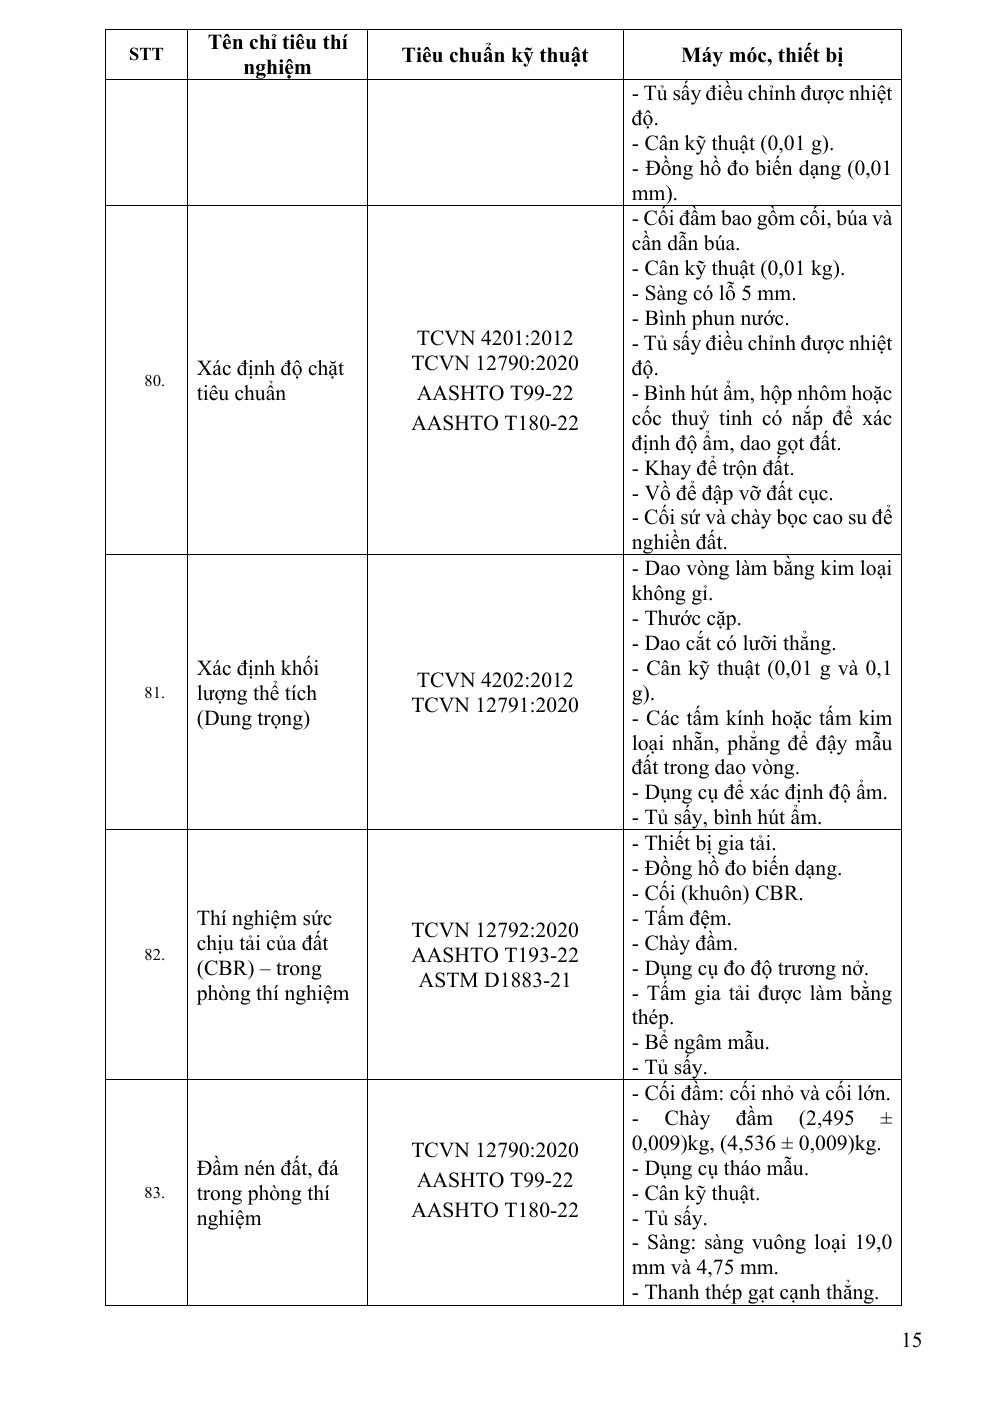 STT
Tên chỉ tiêu thí
nghiệm
Tiêu chuẩn kỹ thuật
Máy móc, thiết bị
- Tủ sấy điều chỉnh được nhiệt
độ.
- Cân kỹ thuật (0,01 g).
- Đồng hồ đo biến dạng (0,01
mm).
80.
Xác định độ chặt
tiêu chuẩn
TCVN 4201:2012
TCVN 12790:2020
AASHTO T99-22
AASHTO T180-22
- Cối đầm bao gồm cối, búa và
cần dẫn búa.
- Cân kỹ thuật (0,01 kg).
- Sàng có lỗ 5 mm.
- Bình phun nước.
- Tủ sấy điều chỉnh được nhiệt
độ.
- Bình hút ẩm, hộp nhôm hoặc
cốc thuỷ tinh có nắp để xác
định độ ẩm, dao gọt đất.
- Khay để trộn đất.
- Vồ để đập vỡ đất cục.
- Cối sứ và chày bọc cao su để
nghiền đất.
81.
Xác định khối
lượng thể tích
(Dung trọng)
TCVN 4202:2012
TCVN 12791:2020
- Dao vòng làm bằng kim loại
không gỉ.
- Thước cặp.
- Dao cắt có lưỡi thẳng.
- Cân kỹ thuật (0,01 g và 0,1
g).
- Các tấm kính hoặc tấm kim
loại nhẵn, phẳng để đậy mẫu
đất trong dao vòng.
- Dụng cụ để xác định độ ẩm.
- Tủ sấy, bình hút ẩm.
82.
Thí nghiệm sức
chịu tải của đất
(CBR) – trong
phòng thí nghiệm
TCVN 12792:2020
AASHTO T193-22
ASTM D1883-21
- Thiết bị gia tải.
- Đồng hồ đo biến dạng.
- Cối (khuôn) CBR.
- Tấm đệm.
- Chày đầm.
- Dụng cụ đo độ trương nở.
- Tấm gia tải được làm bằng
thép.
- Bể ngâm mẫu.
- Tủ sấy.
83.
Đầm nén đất, đá
trong phòng thí
nghiệm
TCVN 12790:2020
AASHTO T99-22
AASHTO T180-22
- Cối đầm: cối nhỏ và cối lớn.
- Chày đầm (2,495 ±
0,009)kg, (4,536 ± 0,009)kg.
- Dụng cụ tháo mẫu.
- Cân kỹ thuật.
- Tủ sấy.
- Sàng: sàng vuông loại 19,0
mm và 4,75 mm.
- Thanh thép gạt cạnh thẳng.
15